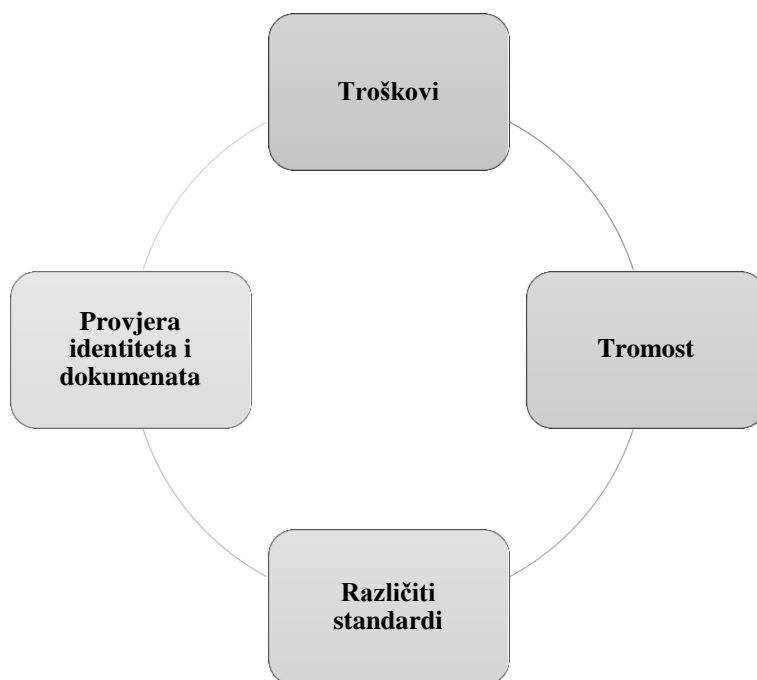 Troškovi
Provjera
identiteta i
dokumenata
Tromost
Različiti
standardi